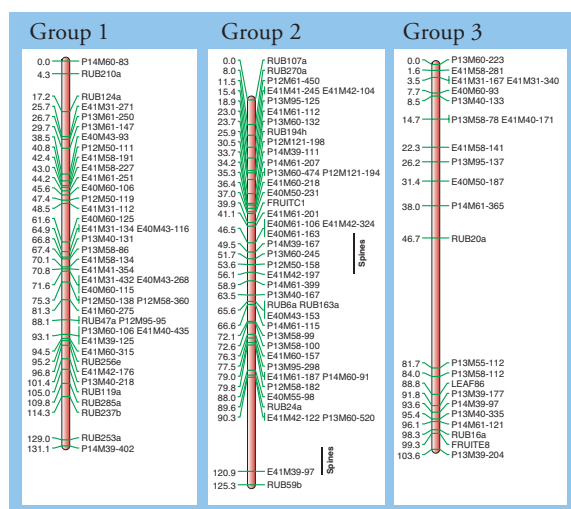 Group 1
0.0 P14M60-83
4.3 RUB210a
17.2 RUB124a
25.7 E41M31-271
26.7 P13M61-250
29.7 P13M61-147
38.5 E40M43-93
40.8 P12M50-111
42.4 E41M58-191
43.0 E41M58-227
44.2 E41M61-251
45.6 E40M60-106
47.4 P12M50-119
48.5 E41M31-112
61.6 E40M60-125
64.9 E41M31-134 E40M43-116
66.8 P13M40-131
67.4 P13M58-86
70.1 E41M58-134
70.8 E41M41-354
71.6 E41M31-432 E40M43-268
E40M60-115
75.3 P12M50-138 P12M58-360
81.3 E41M60-275
88.1 RUB47a P12M95-95
93.1 P13M60-106 E41M40-435
E41M39-125
94.5 E41M60-315
95.2 RUB256e
96.8 E41M42-176
101.4 P13M40-218
105.0 RUB119a
109.8 RUB285a
114.3 RUB237b
129.0 RUB253a
131.1 P14M39-402
Group 2
0.0 RUB107a
8.0 RUB270a
11.5 P12M61-450
15.4 E41M41-245 E41M42-104
18.9 P13M95-125
23.0 E41M61-112
23.7 P13M60-132
25.9 RUB194h
30.5 P12M121-198
33.7 P14M39-111
34.2 P14M61-207
35.3 P13M60-474 P12M121-194
36.4 E41M60-218
37.0 E40M50-231
39.9 FRUITC1
41.1 E41M61-201
46.5 E40M61-106 E41M42-324
E40M61-163
49.5 P14M39-167
51.7 P13M60-245
53.6 P12M50-158
56.1 E41M42-197
Spines
58.9 P14M61-399
63.5 P13M40-167
65.6 RUB6a RUB163a
E40M43-153
66.6 P14M61-115
72.1 P13M58-99
72.6 P13M58-100
76.3 E41M60-157
77.5 P13M95-298
79.0 E41M61-187 P14M60-91
79.8 P12M58-182
88.0 E40M55-98
89.6 RUB24a
90.3 E41M42-122 P13M60-520
120.9 E41M39-97
Spines
125.3 RUB59b
Group 3
0.0 P13M60-223
1.6 E41M58-281
3.5 E41M31-167 E41M31-340
7.7 E40M60-93
8.5 P13M40-133
14.7 P13M58-78 E41M40-171
22.3 E41M58-141
26.2 P13M95-137
31.4 E40M50-187
38.0 P14M61-365
46.7 RUB20a
81.7 P13M55-112
84.0 P13M58-112
88.8 LEAF86
91.8 P13M39-177
93.6 P14M39-97
95.4 P13M40-335
96.1 P14M61-121
98.3 RUB16a
99.3 FRUITE8
103.6 P13M39-204